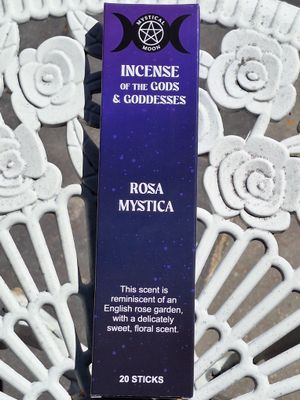 MYSTICAL
MOON
INCENSE
OF THE GODS
& GODDESSES
ROSA
MYSTICA
This scent is
reminiscent of an
English rose garden,
with a delicately
sweet, floral scent.
20 STICKS